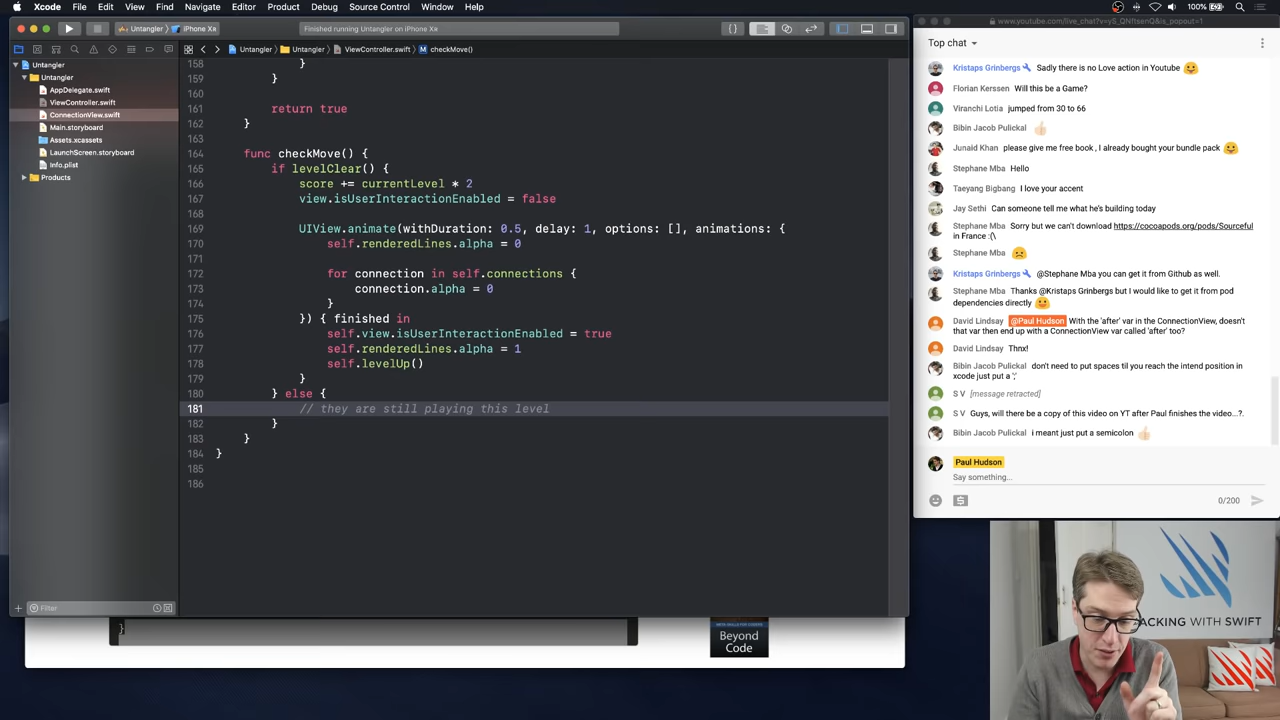 Xcode File Edit View Find Navigate Editor Product Debug Source Control Window Help
100%
Untangler iPhone Xʀ
Finished running Untangler on iPhone Xʀ
Untangler Untangler ViewController.swift M checkMove()
Untangler
Untangler
AppDelegate.swift
ViewController.swift
ConnectionView.swift
Main.storyboard
Assets.xcassets
LaunchScreen.storyboard
Info.plist
Products
Filter
158 }
159 }
160
161 return true
162 }
163
164 func checkMove() {
165 if levelClear() {
166 score += currentLevel * 2
167 view.isUserInteractionEnabled = false
168
169 UIView.animate(withDuration: 0.5, delay: 1, options: [], animations: {
170 self.renderedLines.alpha = 0
171
172 for connection in self.connections {
173 connection.alpha = 0
174 }
175 }) { finished in
176 self.view.isUserInteractionEnabled = true
177 self.renderedLines.alpha = 1
178 self.levelUp()
179 }
180 } else {
181 // they are still playing this level
182 }
183 }
184 }
185
186
}
Beyond
Code
Top chat
Kristaps Grinbergs Sadly there is no Love action in Youtube
Florian Kerssen Will this be a Game?
Viranchi Lotia jumped from 30 to 66
Bibin Jacob Pulickal
Junaid Khan please give me free book , I already bought your bundle pack
Stephane Mba Hello
Taeyang Bigbang I love your accent
Jay Sethi Can someone tell me what he's building today
Stephane Mba Sorry but we can't download https://cocoapods.org/pods/Sourceful
in France :(\
Stephane Mba
Kristaps Grinbergs @Stephane Mba you can get it from Github as well.
Stephane Mba Thanks @Kristaps Grinbergs but I would like to get it from pod
dependencies directly
David Lindsay @Paul Hudson With the 'after' var in the ConnectionView, doesn't
that var then end up with a ConnectionView var called 'after' too?
David Lindsay Thnx!
Bibin Jacob Pulickal don't need to put spaces til you reach the intend position in
xcode just put a ';'
S V [message retracted]
S V Guys, will there be a copy of this video on YT after Paul finishes the video...?.
Bibin Jacob Pulickal i meant just put a semicolon
Paul Hudson
Say something...
0/200
ACKING WITH SWIFT